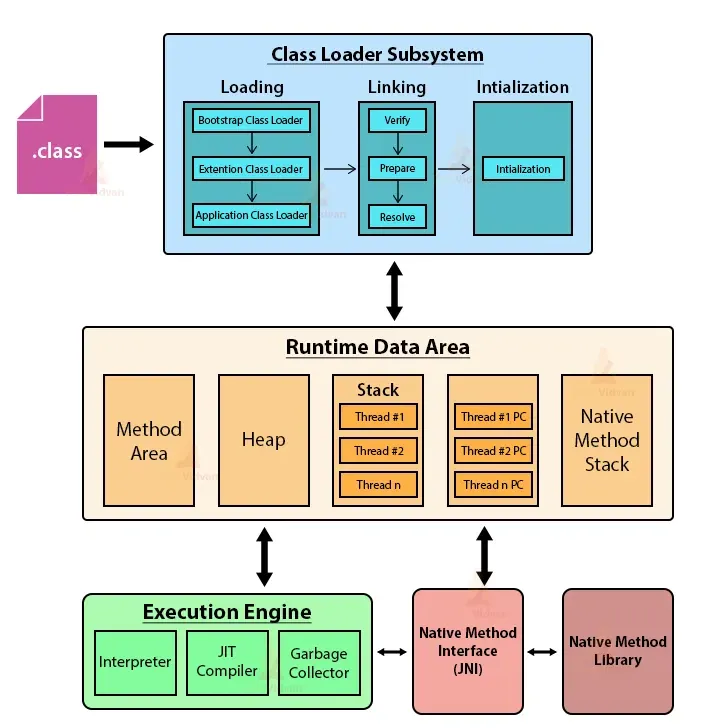 Class Loader Subsystem
Loading
Linking
Intialization
.class
Bootstrap Class Loader
Extention Class Loader
Application Class Loader
Verify
Prepare
Resolve
Intialization
Runtime Data Area
Method
Area
Heap
Stack
Thread #1
Thread #2
Thread n
Thread #1 PC
Thread #2 PC
Thread n PC
Native
Method
Stack
Execution Engine
Interpreter
JIT
Compiler
Garbage
Collector
Native Method
Interface
(JNI)
Native Method
Library